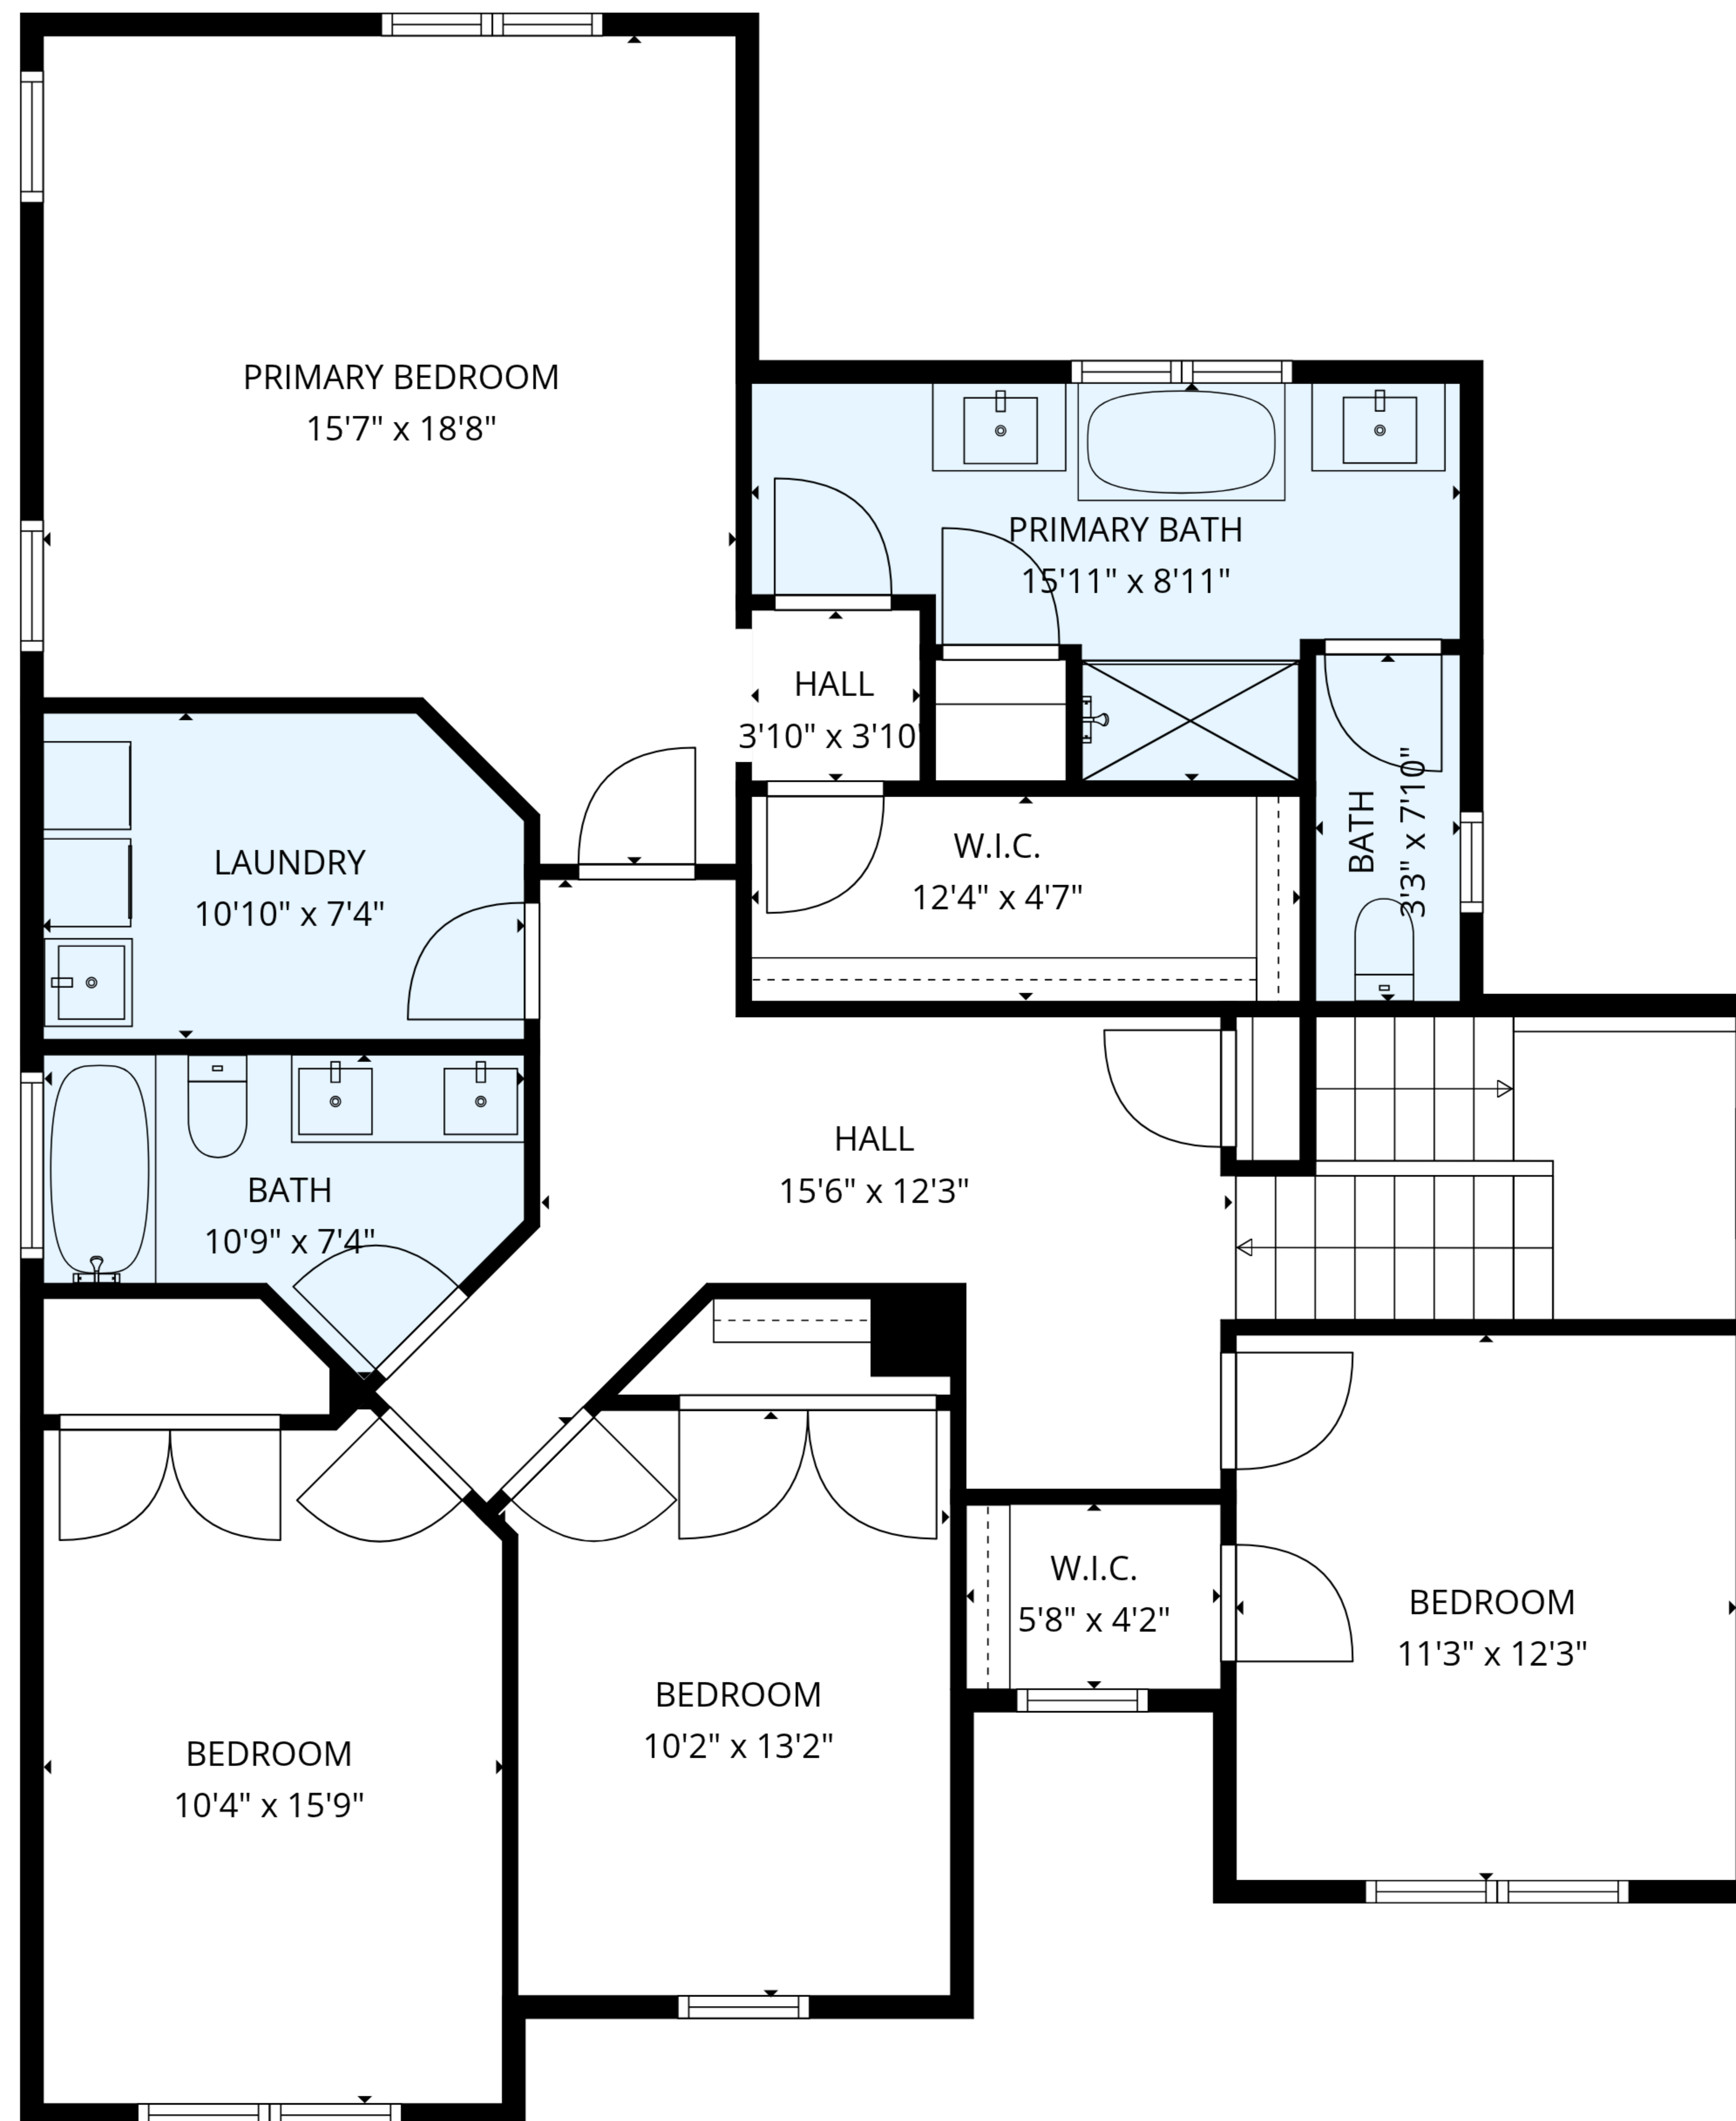 PRIMARY BEDROOM
15'7" x 18'8"
PRIMARY BATH
15'11" x 8'11"
HALL
3'10" x 3'10"
LAUNDRY
10'10" x 7'4"
W.I.C.
12'4" x 4'7"
BATH
3'3" x 7'10"
HALL
15'6" x 12'3"
BATH
10'9" x 7'4"
W.I.C.
5'8" x 4'2"
BEDROOM
11'3" x 12'3"
BEDROOM
10'2" x 13'2"
BEDROOM
10'4" x 15'9"